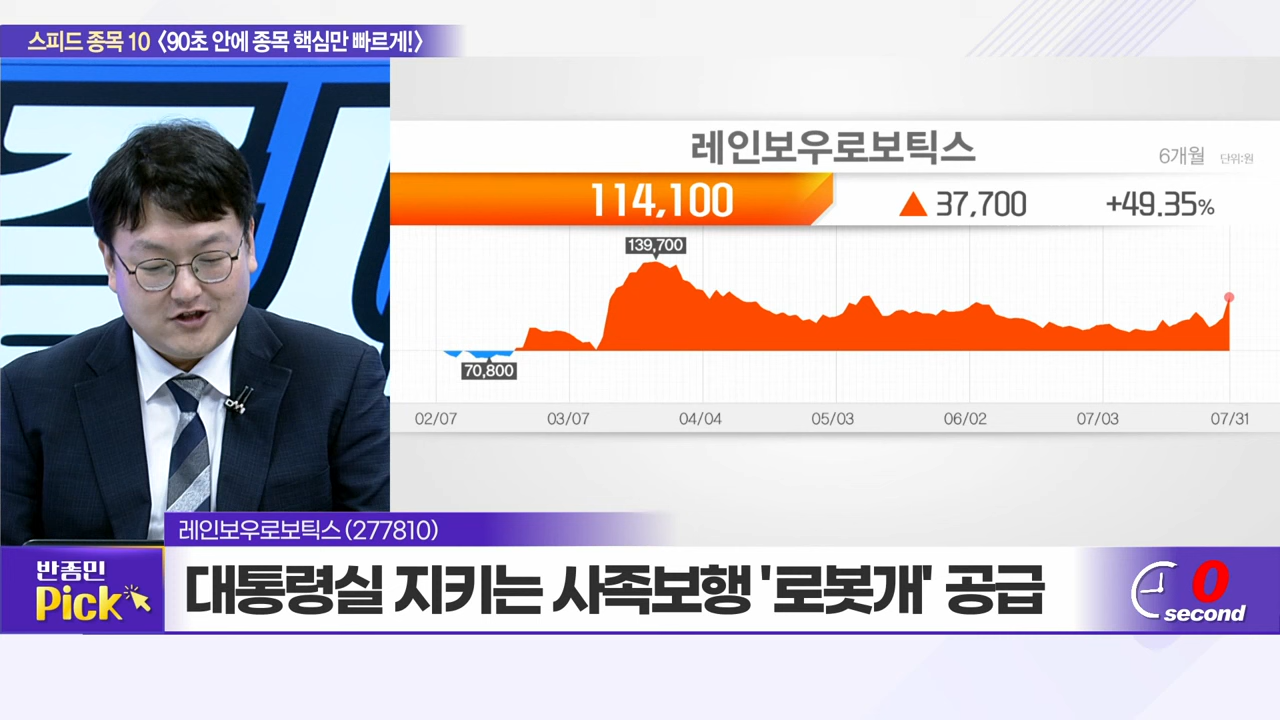 스피드 종목 10 <90초 안에 종목 핵심만 빠르게!>
레인보우로보틱스
6개월 단위:원
114,100 ▲ 37,700 +49.35%
139,700
70,800
02/07 03/07 04/04 05/03 06/02 07/03 07/31
레인보우로보틱스 (277810)
반종민
Pick
대통령실 지키는 사족보행 '로봇개' 공급
0
second